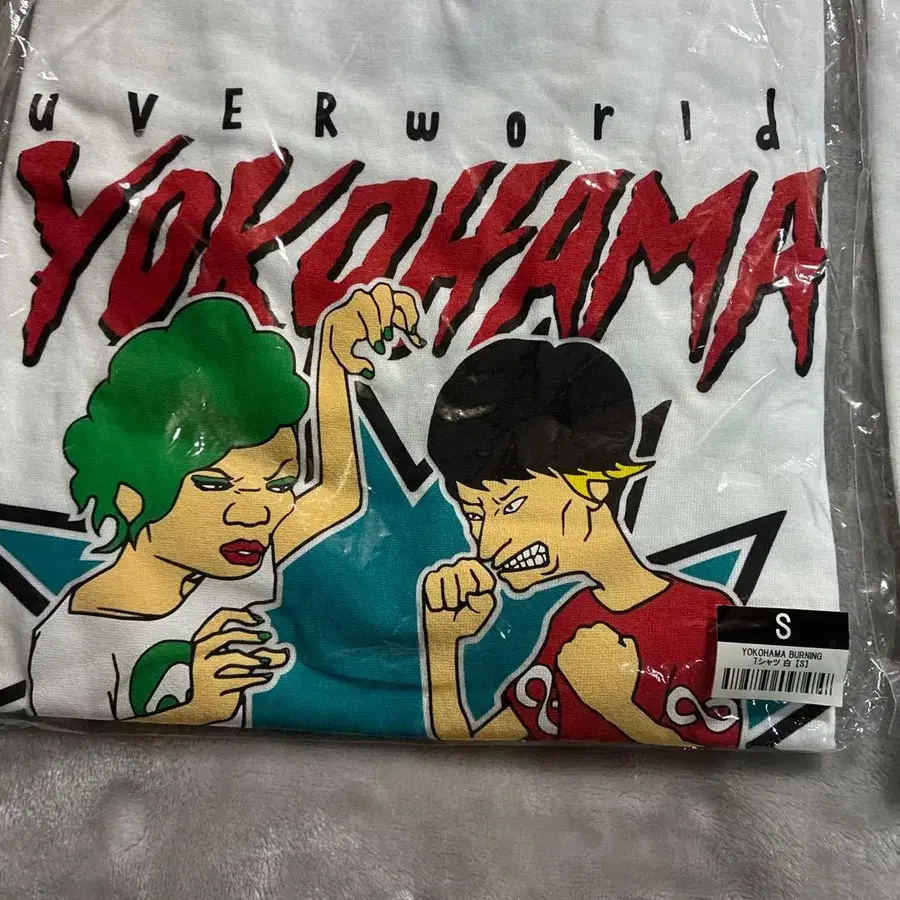 uVERworld
YOKOHAMA
S
YOKOHAMA BURNING
Tシャツ 白 [S]